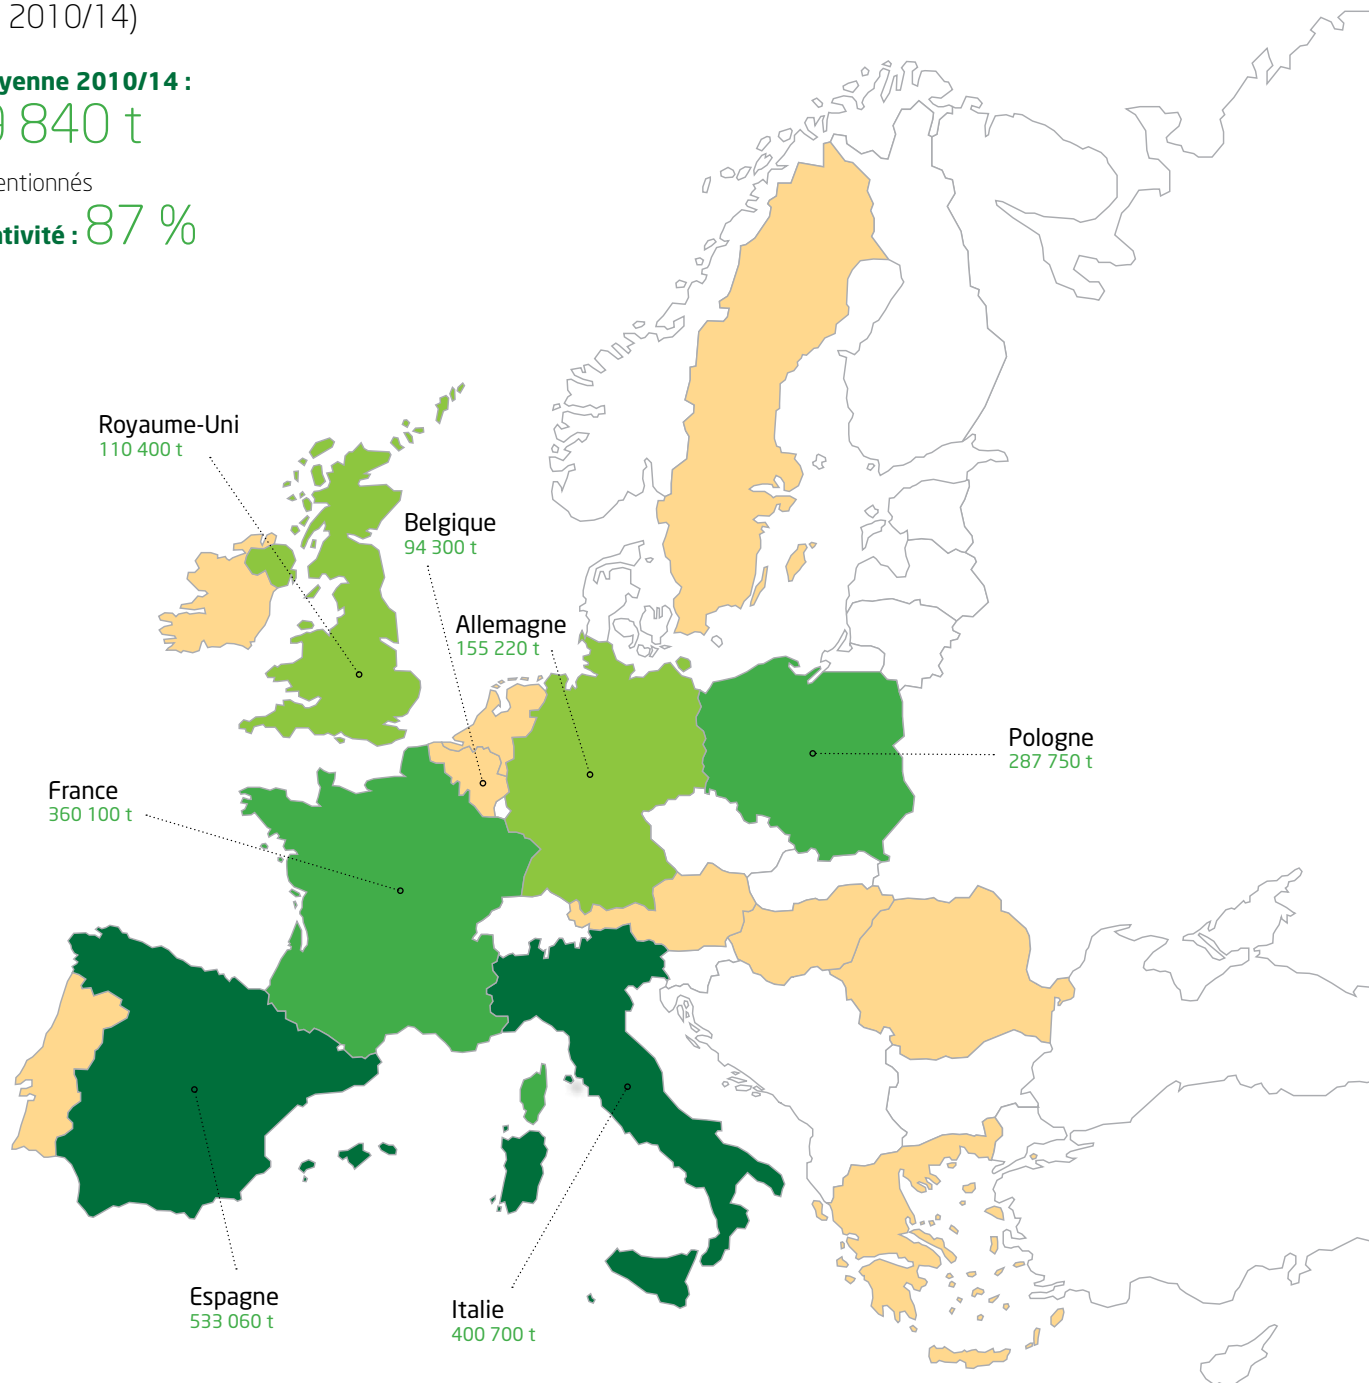 2010/14)
yenne 2010/14 :
840 t
entionnés
ativité : 87 %
Royaume-Uni
110 400 t
Belgique
94 300 t
Allemagne
155 220 t
Pologne
287 750 t
France
360 100 t
Espagne
533 060 t
Italie
400 700 t